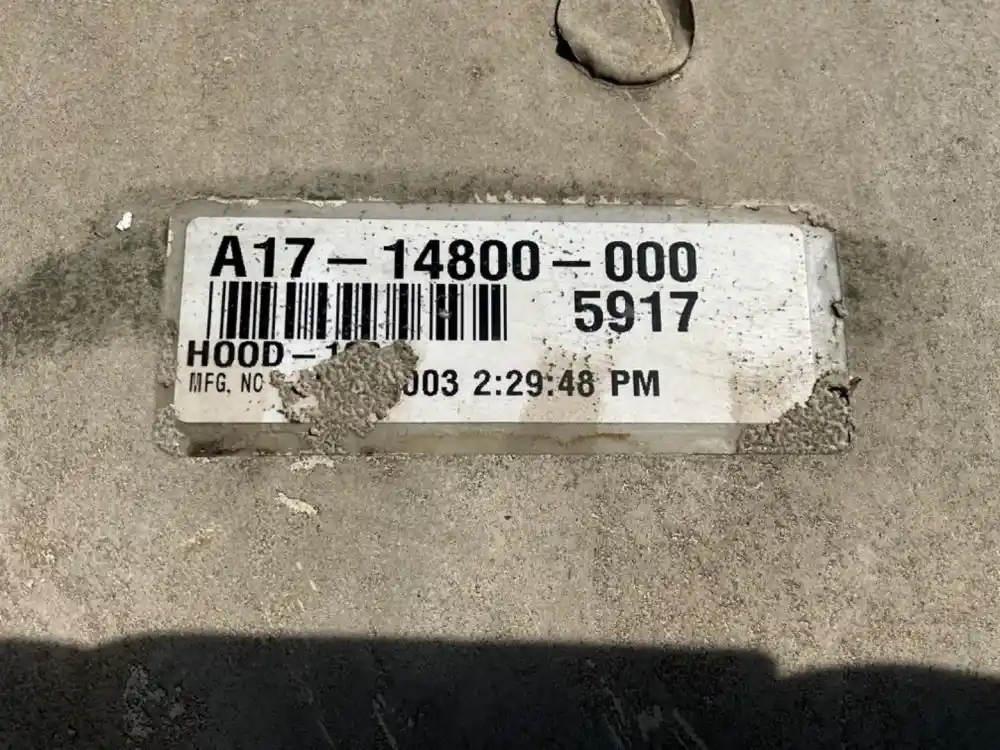 A17-14800-000
5917
HOOD-
MFG. NC 003 2:29:48 PM